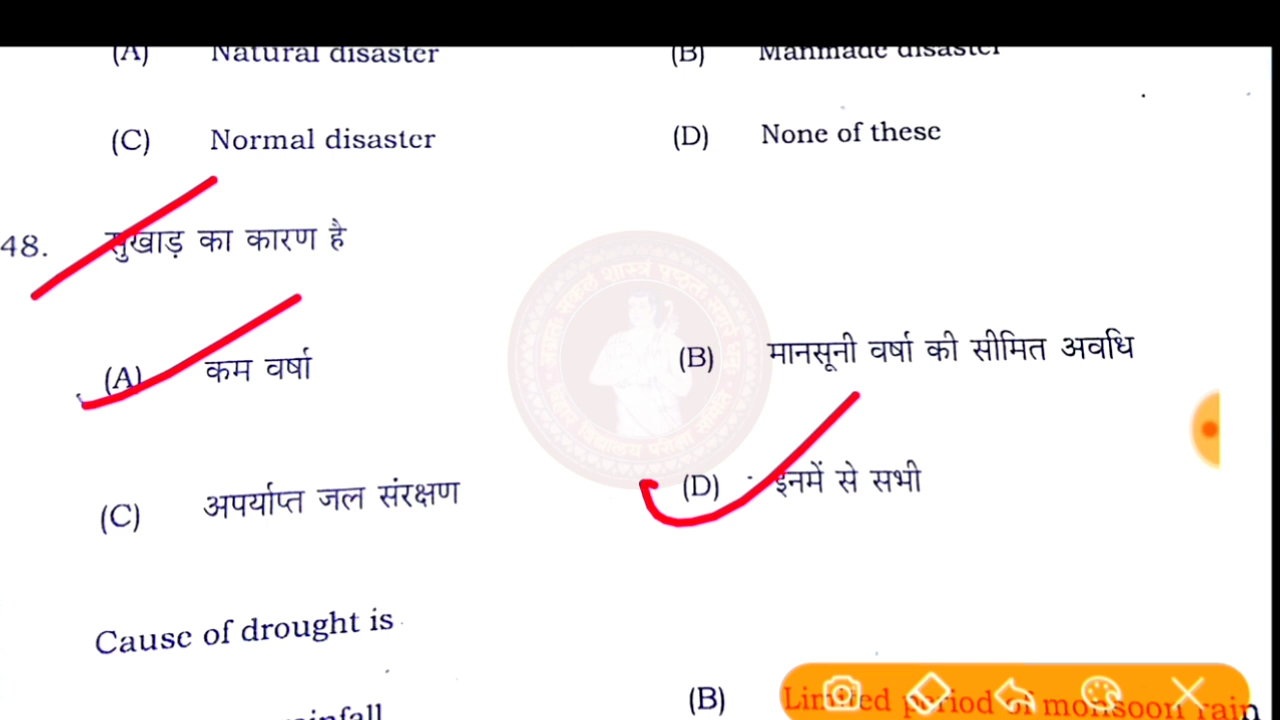 (A) Natural disaster (B) Manmade disaster
(C) Normal disaster (D) None of these
48. सुखाड़ का कारण है
(A) कम वर्षा (B) मानसूनी वर्षा की सीमित अवधि
(C) अपर्याप्त जल संरक्षण (D) इनमें से सभी
Cause of drought is
rainfall (B) Limited period of monsoon rain